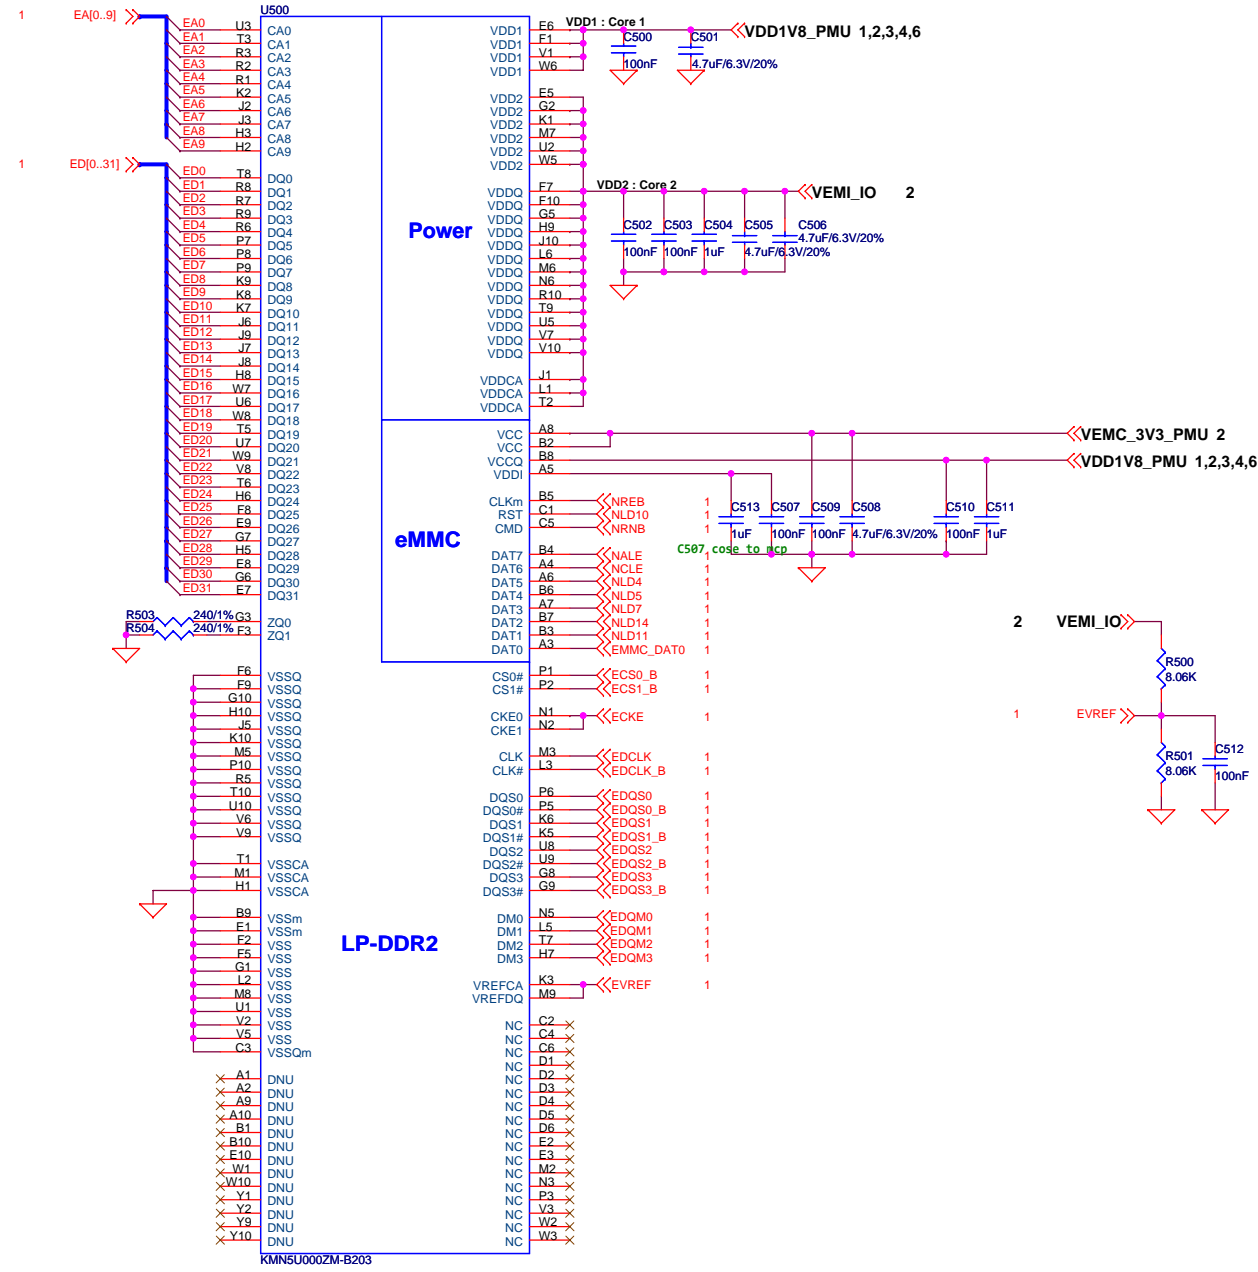 1 EA[0..9]
U500
EA0 U3 CA0
EA1 T3 CA1
EA2 R3 CA2
EA3 R2 CA3
EA4 R1 CA4
EA5 K2 CA5
EA6 J2 CA6
EA7 J3 CA7
EA8 H3 CA8
EA9 H2 CA9
1 ED[0..31]
ED0 T8 DQ0
ED1 R8 DQ1
ED2 R7 DQ2
ED3 R9 DQ3
ED4 R6 DQ4
ED5 P7 DQ5
ED6 P8 DQ6
ED7 P9 DQ7
ED8 K9 DQ8
ED9 K8 DQ9
ED10 K7 DQ10
ED11 J6 DQ11
ED12 J9 DQ12
ED13 J7 DQ13
ED14 J8 DQ14
ED15 H8 DQ15
ED16 W7 DQ16
ED17 U6 DQ17
ED18 W8 DQ18
ED19 T5 DQ19
ED20 U7 DQ20
ED21 W9 DQ21
ED22 V8 DQ22
ED23 T6 DQ23
ED24 H6 DQ24
ED25 F8 DQ25
ED26 E9 DQ26
ED27 G7 DQ27
ED28 H5 DQ28
ED29 E8 DQ29
ED30 G6 DQ30
ED31 E7 DQ31
R503 240/1% G3 ZQ0
R504 240/1% F3 ZQ1
F6 VSSQ
F9 VSSQ
G10 VSSQ
H10 VSSQ
J5 VSSQ
K10 VSSQ
M5 VSSQ
P10 VSSQ
R5 VSSQ
T10 VSSQ
U10 VSSQ
V6 VSSQ
V9 VSSQ
T1 VSSCA
M1 VSSCA
H1 VSSCA
B9 VSSm
E1 VSSm
F2 VSS
F5 VSS
G1 VSS
L2 VSS
M8 VSS
U1 VSS
V2 VSS
V5 VSS
C3 VSSQm
A1 DNU
A2 DNU
A9 DNU
A10 DNU
B1 DNU
B10 DNU
E10 DNU
W1 DNU
W10 DNU
Y1 DNU
Y2 DNU
Y9 DNU
Y10 DNU
KMN5U000ZM-B203
Power
eMMC
LP-DDR2
VDD1 E6
VDD1 F1
VDD1 V1
VDD1 W6
VDD1 : Core 1
C500
100nF
C501
4.7uF/6.3V/20%
VDD1V8_PMU 1,2,3,4,6
VDD2 E5
VDD2 G2
VDD2 K1
VDD2 M7
VDD2 U2
VDD2 W5
VDDQ F7
VDDQ F10
VDDQ G5
VDDQ H9
VDDQ J10
VDDQ L6
VDDQ M6
VDDQ N6
VDDQ R10
VDDQ T9
VDDQ U5
VDDQ V7
VDDQ V10
VDD2 : Core 2
VEMI_IO 2
C502 C503 C504 C505 C506
4.7uF/6.3V/20%
100nF 100nF 1uF 4.7uF/6.3V/20%
VDDCA J1
VDDCA L1
VDDCA T2
VCC A8
VCC B2
VCCQ B8
VDDI A5
VEMC_3V3_PMU 2
VDD1V8_PMU 1,2,3,4,6
CLKm B5 NREB 1
RST C1 NLD10 1
CMD C5 NRNB 1
C513 C507 C509 C508 C510 C511
1uF 100nF 100nF 4.7uF/6.3V/20% 100nF 1uF
C507 cose to mcp
DAT7 B4 NALE 1
DAT6 A4 NCLE 1
DAT5 A6 NLD4 1
DAT4 B6 NLD5 1
DAT3 A7 NLD7 1
DAT2 B7 NLD14 1
DAT1 B3 NLD11 1
DAT0 A3 EMMC_DAT0 1
CS0# P1 ECS0_B 1
CS1# P2 ECS1_B 1
CKE0 N1 ECKE 1
CKE1 N2
CLK M3 EDCLK 1
CLK# L3 EDCLK_B 1
DQS0 P6 EDQS0 1
DQS0# P5 EDQS0_B 1
DQS1 K6 EDQS1 1
DQS1# K5 EDQS1_B 1
DQS2 U8 EDQS2 1
DQS2# U9 EDQS2_B 1
DQS3 G8 EDQS3 1
DQS3# G9 EDQS3_B 1
DM0 N5 EDQM0 1
DM1 L5 EDQM1 1
DM2 T7 EDQM2 1
DM3 H7 EDQM3 1
VREFCA K3 EVREF 1
VREFDQ M9
NC C2
NC C4
NC C6
NC D1
NC D2
NC D3
NC D4
NC D5
NC D6
NC E2
NC E3
NC M2
NC N3
NC P3
NC V3
NC W2
NC W3
2 VEMI_IO
R500
8.06K
1 EVREF
R501
8.06K
C512
100nF